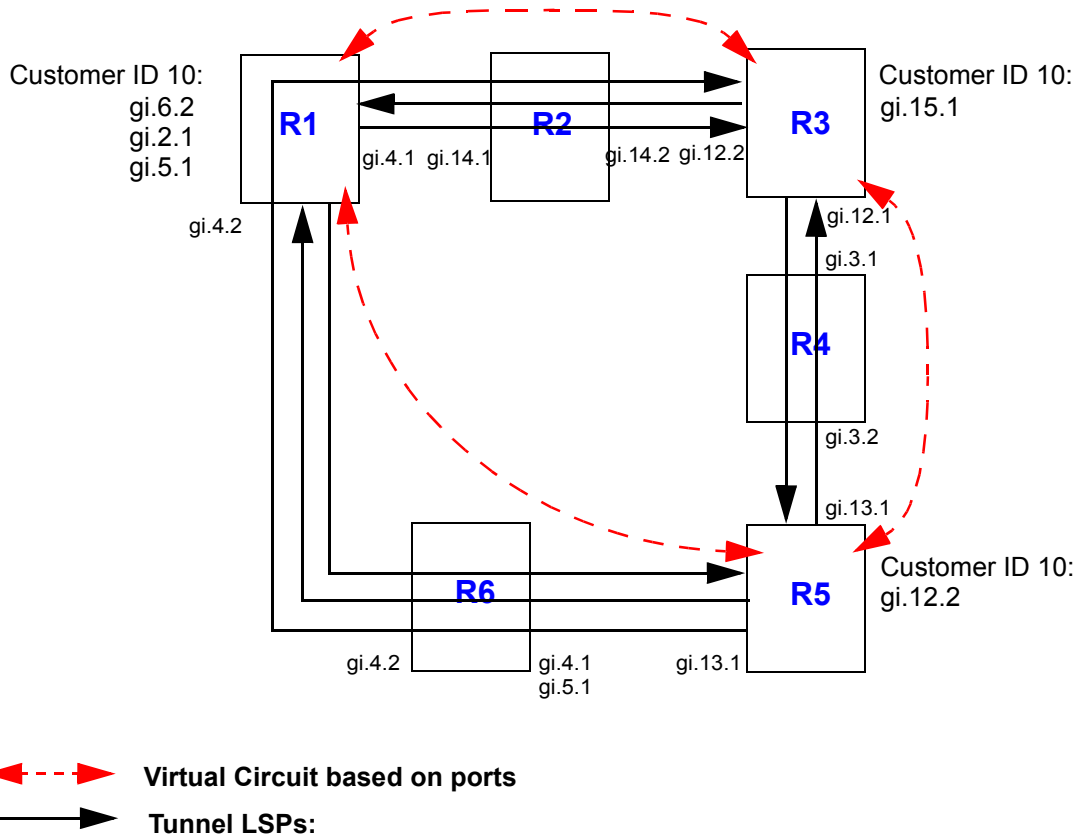 Customer ID 10:
gi.6.2
gi.2.1
gi.5.1
R1
R2
R3
Customer ID 10:
gi.15.1
gi.4.1
gi.14.1
gi.14.2
gi.12.2
gi.4.2
gi.12.1
gi.3.1
R4
gi.3.2
gi.13.1
R6
R5
Customer ID 10:
gi.12.2
gi.4.2
gi.4.1
gi.5.1
gi.13.1
Virtual Circuit based on ports
Tunnel LSPs: